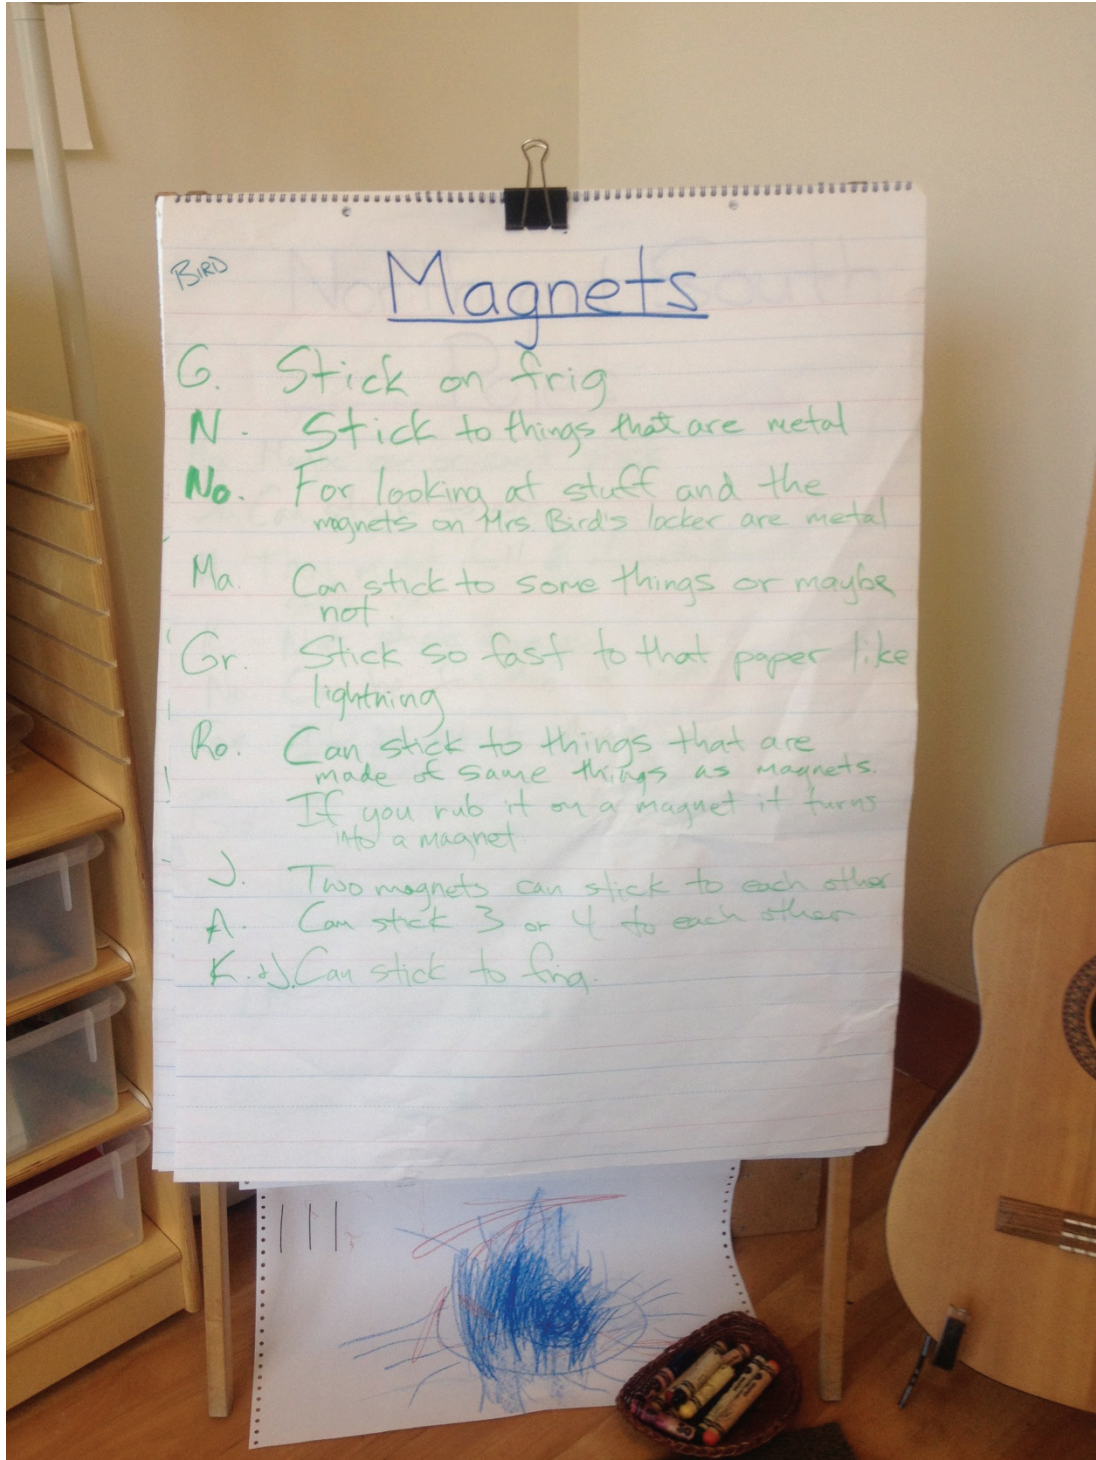 BIRD
Magnets
G. Stick on frig
N. Stick to things that are metal
No. For looking at stuff and the
magnets on Mrs. Bird's locker are metal
Ma. Can stick to some things or maybe
not.
Gr. Stick so fast to that paper like
lightning
Ro. Can stick to things that are
made of same things as magnets.
If you rub it on a magnet it turns
into a magnet.
J. Two magnets can stick to each other
A. Can stick 3 or 4 to each other
K. + J. Can stick to frig.